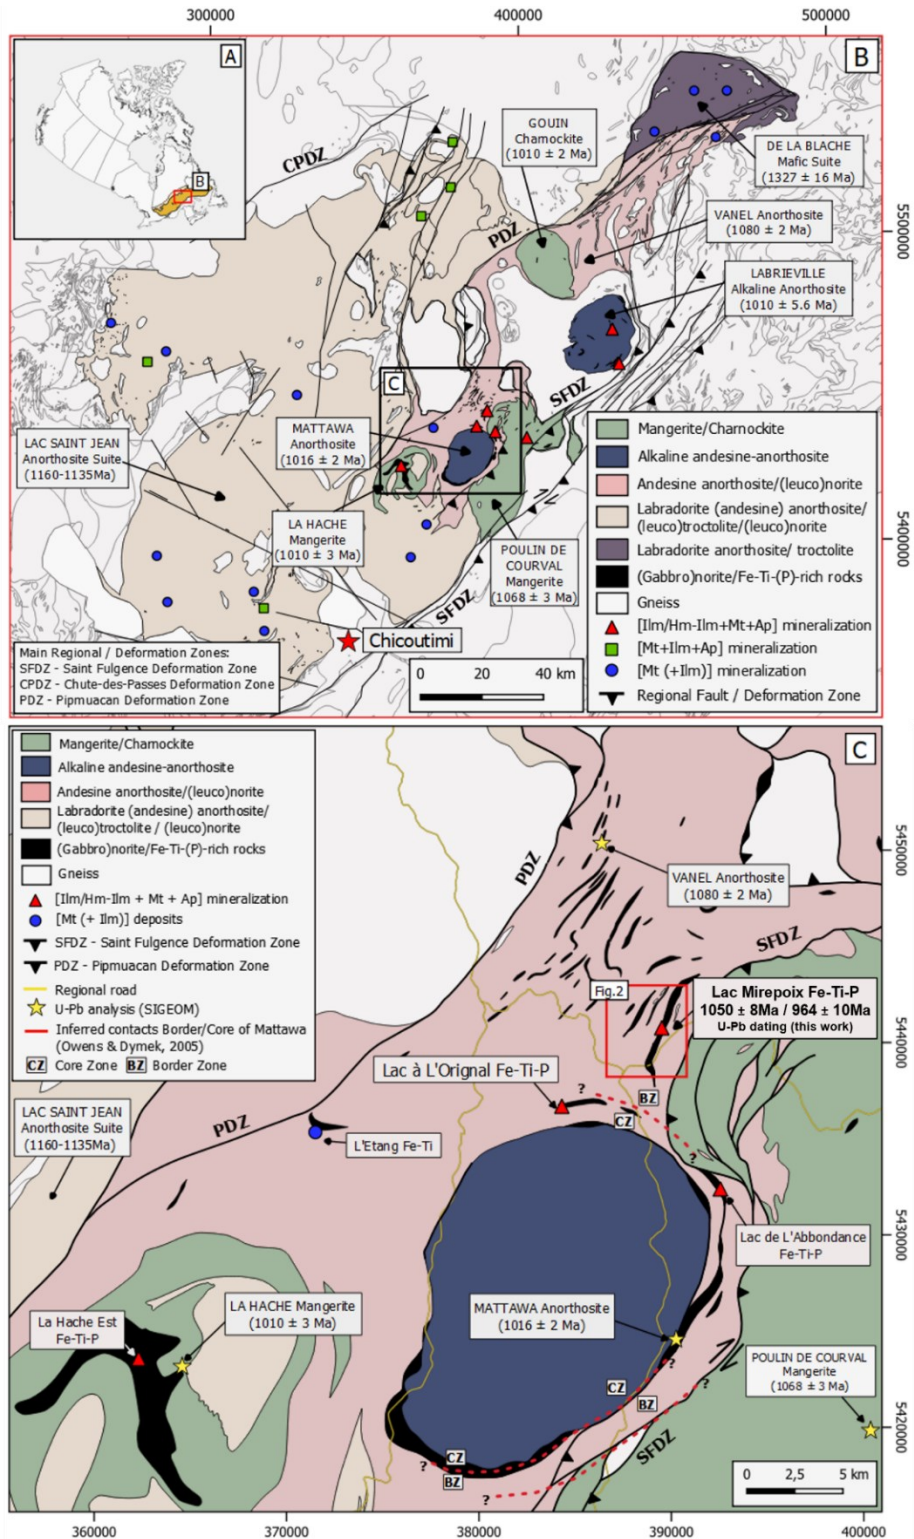 300000
400000
500000
A
B
B
GOUIN
Charnockite
(1010 ± 2 Ma)
CPDZ
DE LA BLACHE
Mafic Suite
(1327 ± 16 Ma)
PDZ
VANEL Anorthosite
(1080 ± 2 Ma)
5500000
LABRIEVILLE
Alkaline Anorthosite
(1010 ± 5.6 Ma)
C
SFDZ
MATTAWA
Anorthosite
(1016 ± 2 Ma)
LAC SAINT JEAN
Anorthosite Suite
(1160-1135Ma)
LA HACHE
Mangerite
(1010 ± 3 Ma)
POULIN DE
COURVAL
Mangerite
(1068 ± 3 Ma)
SFDZ
5400000
Chicoutimi
Mangerite/Charnockite
Alkaline andesine-anorthosite
Andesine anorthosite/(leuco)norite
Labradorite (andesine) anorthosite/
(leuco)troctolite/(leuco)norite
Labradorite anorthosite/ troctolite
(Gabbro)norite/Fe-Ti-(P)-rich rocks
Gneiss
[Ilm/Hm-Ilm+Mt+Ap] mineralization
[Mt+Ilm+Ap] mineralization
[Mt (+Ilm)] mineralization
Regional Fault / Deformation Zone
Main Regional / Deformation Zones:
SFDZ - Saint Fulgence Deformation Zone
CPDZ - Chute-des-Passes Deformation Zone
PDZ - Pipmuacan Deformation Zone
0 20 40 km
C
Mangerite/Charnockite
Alkaline andesine-anorthosite
Andesine anorthosite/(leuco)norite
Labradorite (andesine) anorthosite/
(leuco)troctolite / (leuco)norite
(Gabbro)norite/Fe-Ti-(P)-rich rocks
Gneiss
[Ilm/Hm-Ilm + Mt + Ap] mineralization
[Mt (+ Ilm)] deposits
SFDZ - Saint Fulgence Deformation Zone
PDZ - Pipmuacan Deformation Zone
Regional road
U-Pb analysis (SIGEOM)
Inferred contacts Border/Core of Mattawa
(Owens & Dymek, 2005)
CZ Core Zone BZ Border Zone
PDZ
VANEL Anorthosite
(1080 ± 2 Ma)
5450000
SFDZ
Fig.2
Lac Mirepoix Fe-Ti-P
1050 ± 8Ma / 964 ± 10Ma
U-Pb dating (this work)
5440000
Lac à L'Orignal Fe-Ti-P
?
BZ
CZ
?
LAC SAINT JEAN
Anorthosite Suite
(1160-1135Ma)
PDZ
L'Etang Fe-Ti
Lac de L'Abbondance
Fe-Ti-P
5430000
La Hache Est
Fe-Ti-P
LA HACHE Mangerite
(1010 ± 3 Ma)
MATTAWA Anorthosite
(1016 ± 2 Ma)
POULIN DE COURVAL
Mangerite
(1068 ± 3 Ma)
?
CZ
BZ
?
5420000
SFDZ
CZ
?
BZ
?
0 2,5 5 km
360000
370000
380000
390000
400000